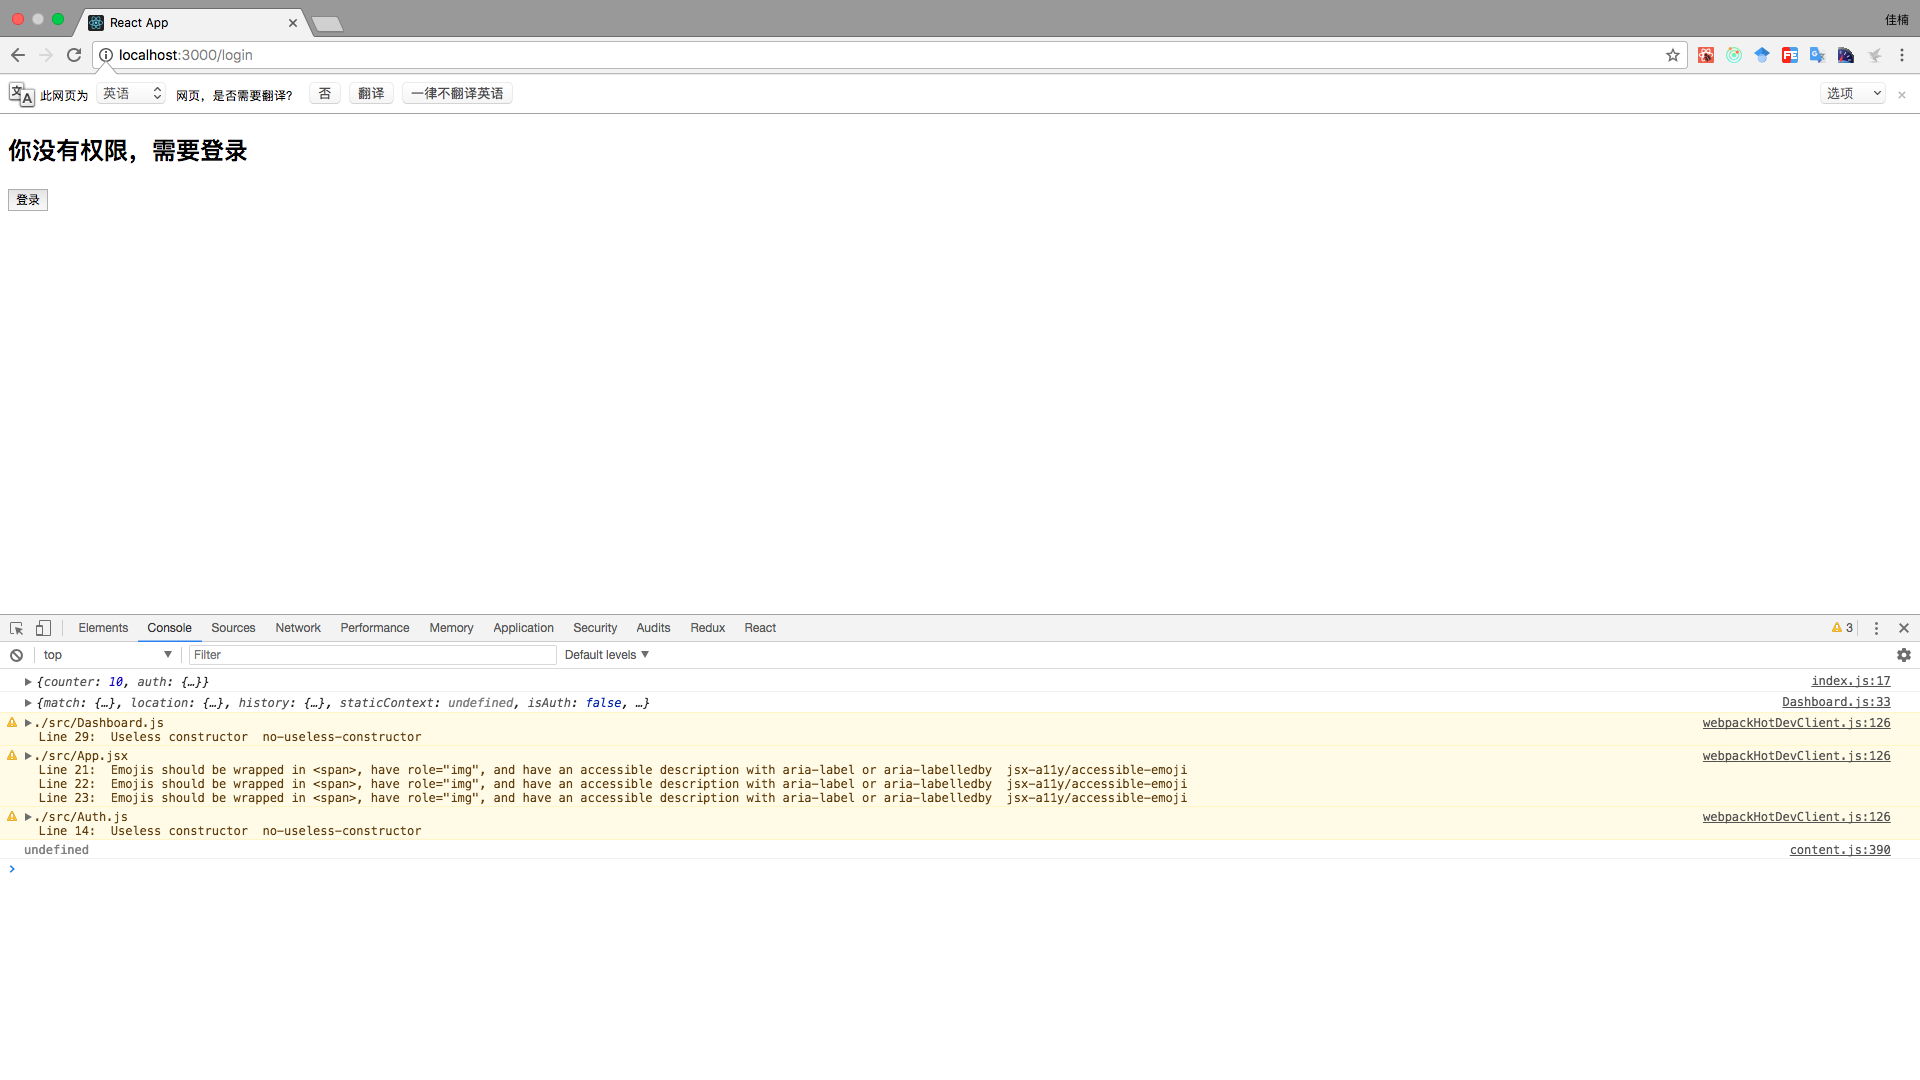 React App
佳楠
localhost:3000/login
此网页为 英语 网页，是否需要翻译？ 否 翻译 一律不翻译英语 选项
你没有权限，需要登录
登录
Elements Console Sources Network Performance Memory Application Security Audits Redux React 3
top Filter Default levels
{counter: 10, auth: {…}} index.js:17
{match: {…}, location: {…}, history: {…}, staticContext: undefined, isAuth: false, …} Dashboard.js:33
./src/Dashboard.js webpackHotDevClient.js:126
Line 29:  Useless constructor  no-useless-constructor
./src/App.jsx webpackHotDevClient.js:126
Line 21:  Emojis should be wrapped in <span>, have role="img", and have an accessible description with aria-label or aria-labelledby  jsx-a11y/accessible-emoji
Line 22:  Emojis should be wrapped in <span>, have role="img", and have an accessible description with aria-label or aria-labelledby  jsx-a11y/accessible-emoji
Line 23:  Emojis should be wrapped in <span>, have role="img", and have an accessible description with aria-label or aria-labelledby  jsx-a11y/accessible-emoji
./src/Auth.js webpackHotDevClient.js:126
Line 14:  Useless constructor  no-useless-constructor
undefined content.js:390